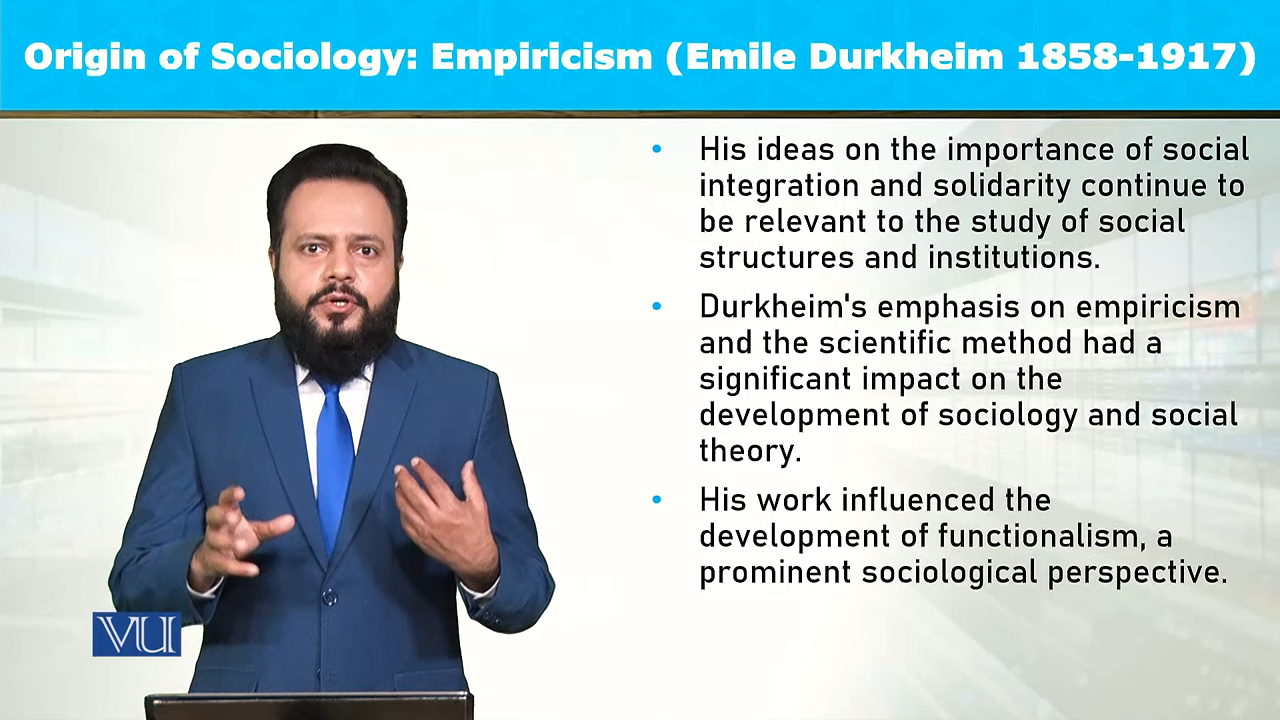 Origin of Sociology: Empiricism (Emile Durkheim 1858-1917)
• His ideas on the importance of social
integration and solidarity continue to
be relevant to the study of social
structures and institutions.
• Durkheim's emphasis on empiricism
and the scientific method had a
significant impact on the
development of sociology and social
theory.
• His work influenced the
development of functionalism, a
prominent sociological perspective.
VU